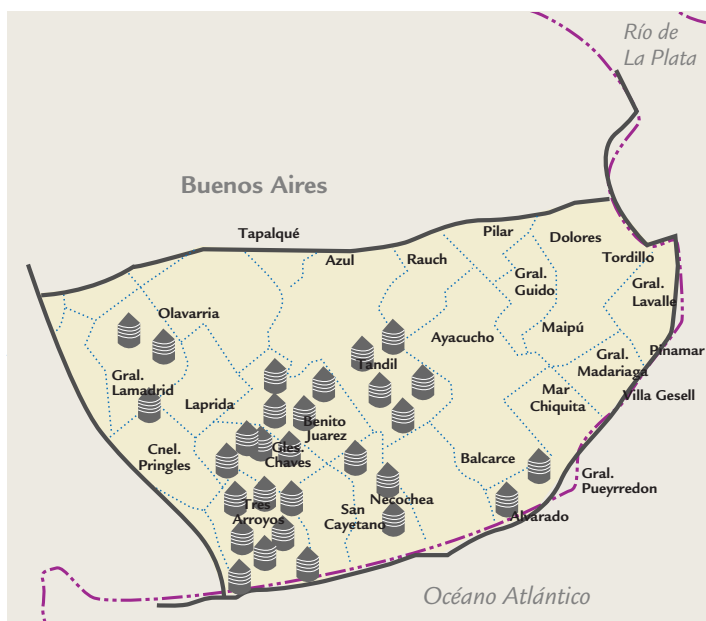 Río de
La Plata
Buenos Aires
Tapalqué
Azul
Rauch
Pilar
Dolores
Tordillo
Gral.
Guido
Gral.
Lavalle
Olavarria
Ayacucho
Maipú
Pinamar
Gral.
Madariaga
Tandil
Gral.
Lamadrid
Laprida
Mar
Chiquita
Villa Gesell
Benito
Juarez
Cnel.
Pringles
Gles.
Chaves
Balcarce
Gral.
Pueyrredon
Necochea
San
Cayetano
Tres
Arroyos
Alvarado
Océano Atlántico